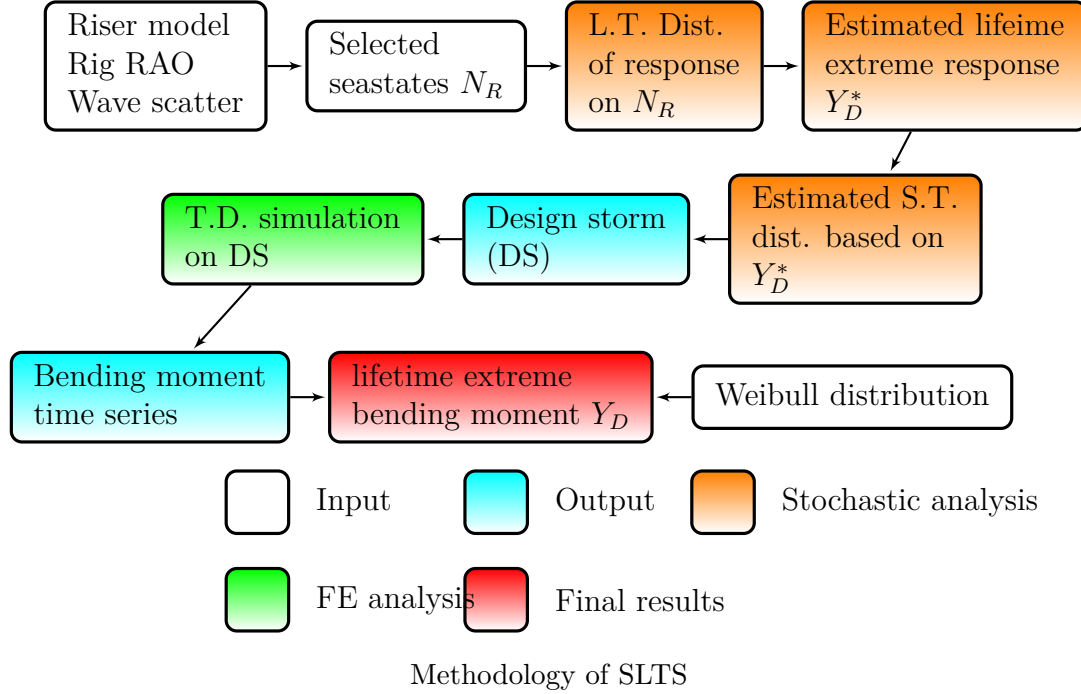 Riser model
Rig RAO
Wave scatter
Selected
seastates N_R
L.T. Dist.
of response
on N_R
Estimated lifeime
extreme response
Y_D^*
Estimated S.T.
dist. based on
Y_D^*
Design storm
(DS)
T.D. simulation
on DS
Bending moment
time series
lifetime extreme
bending moment Y_D
Weibull distribution
Input
Output
Stochastic analysis
FE analysis
Final results
Methodology of SLTS